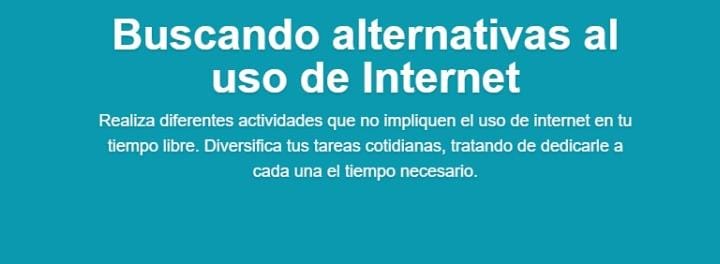 Buscando alternativas al
uso de Internet
Realiza diferentes actividades que no impliquen el uso de internet en tu
tiempo libre. Diversifica tus tareas cotidianas, tratando de dedicarle a
cada una el tiempo necesario.